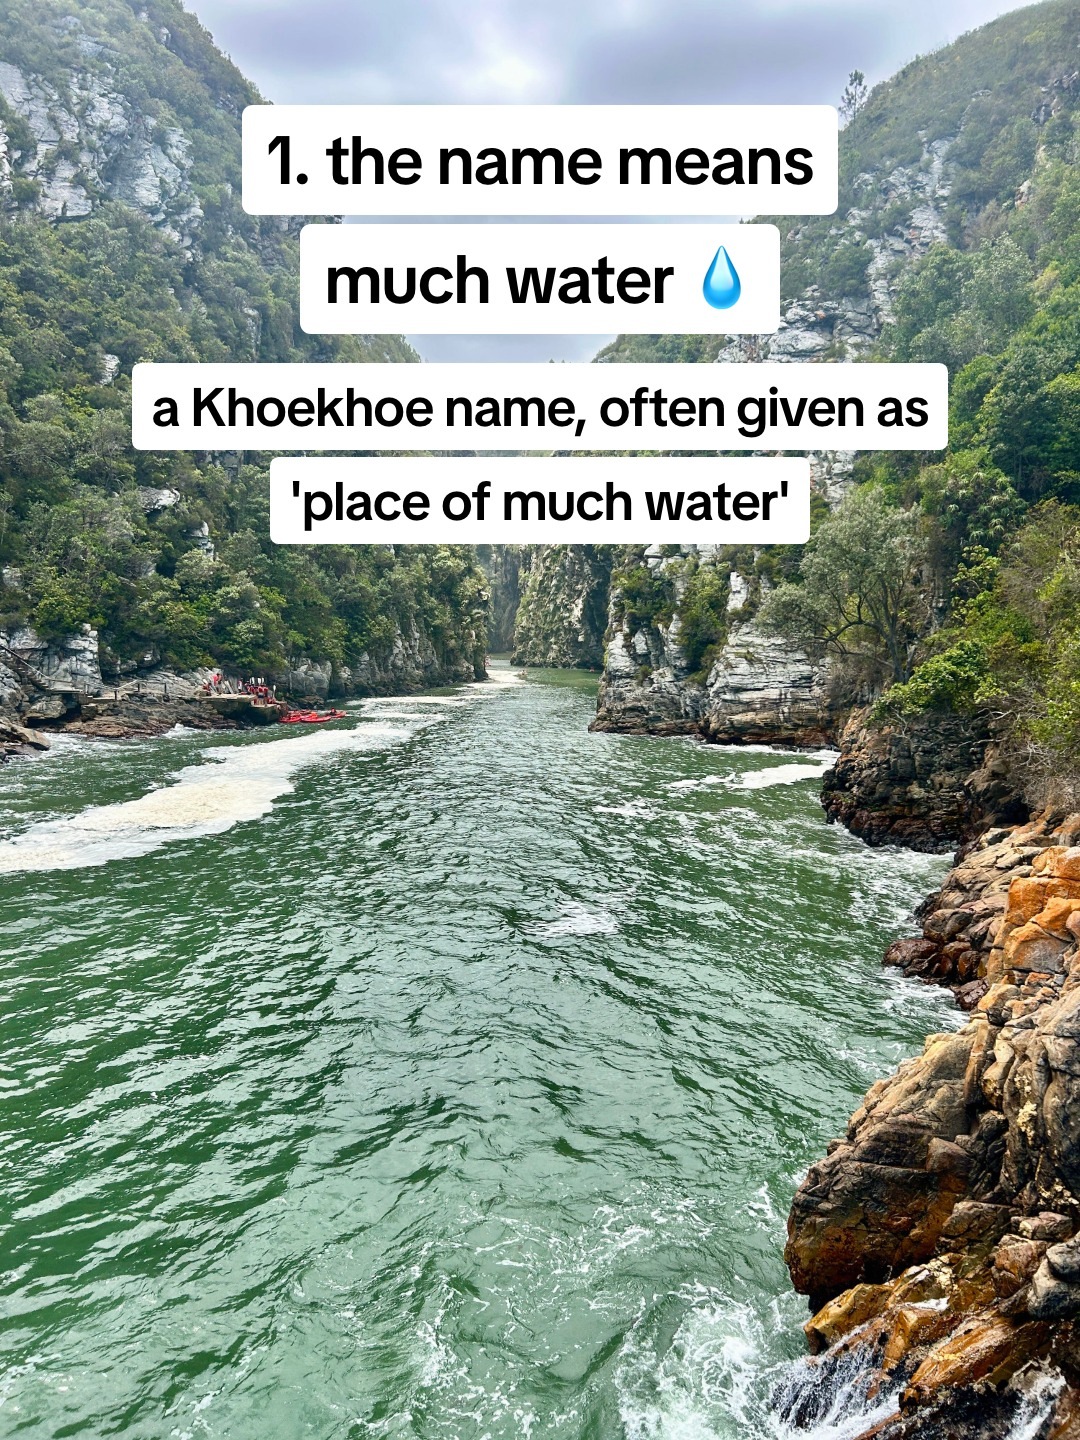 1. the name means
much water 💧
a Khoekhoe name, often given as
'place of much water'